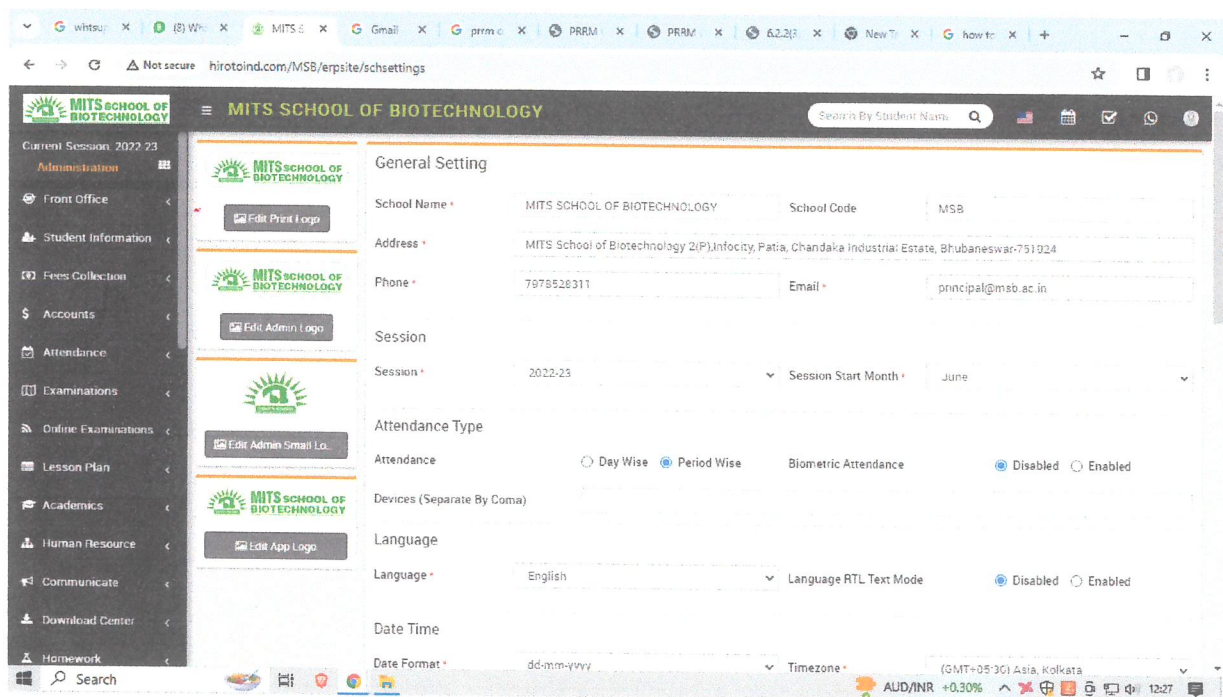 whtsup
(8) Wh
MITS S
Gmail
prrm c
PRRM
PRRM
6.2.2(3.
New T
how to
Not secure hirotoind.com/MSB/erpsite/schsettings
MITS SCHOOL OF BIOTECHNOLOGY
MITS SCHOOL OF BIOTECHNOLOGY
Search By Student Name
Current Session: 2022-23
Administration
Front Office
Student Information
Fees Collection
Accounts
Attendance
Examinations
Online Examinations
Lesson Plan
Academics
Human Resource
Communicate
Download Center
Homework
MITS SCHOOL OF BIOTECHNOLOGY
Edit Print Logo
MITS SCHOOL OF BIOTECHNOLOGY
Edit Admin Logo
Edit Admin Small Lo...
MITS SCHOOL OF BIOTECHNOLOGY
Edit App Logo
General Setting
School Name * MITS SCHOOL OF BIOTECHNOLOGY School Code MSB
Address * MITS School of Biotechnology 2(P),Infocity, Patia, Chandaka Industrial Estate, Bhubaneswar-751024
Phone * 7978528311 Email * principal@msb.ac.in
Session
Session * 2022-23 Session Start Month * June
Attendance Type
Attendance Day Wise Period Wise Biometric Attendance Disabled Enabled
Devices (Separate By Coma)
Language
Language * English Language RTL Text Mode Disabled Enabled
Date Time
Date Format * dd-mm-yyyy Timezone * (GMT+05:30) Asia, Kolkata
Search
AUD/INR +0.30%
12:27